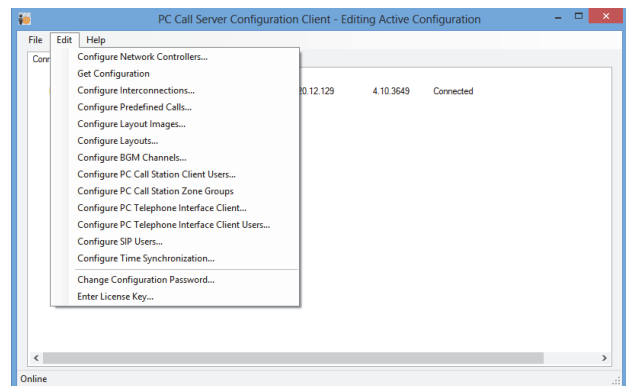 PC Call Server Configuration Client - Editing Active Configuration
File Edit Help
Configure Network Controllers...
Get Configuration
Configure Interconnections...
Configure Predefined Calls...
Configure Layout Images...
Configure Layouts...
Configure BGM Channels...
Configure PC Call Station Client Users...
Configure PC Call Station Zone Groups
Configure PC Telephone Interface Client...
Configure PC Telephone Interface Client Users...
Configure SIP Users...
Configure Time Synchronization...
Change Configuration Password...
Enter License Key...
Conn
20.12.129 4.10.3649 Connected
Online